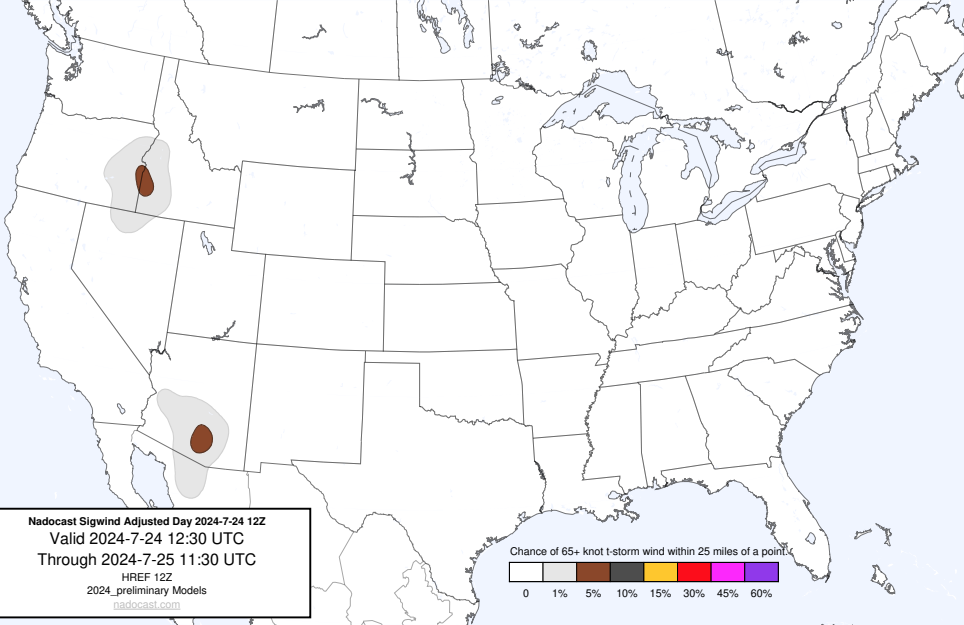 Nadocast Sigwind Adjusted Day 2024-7-24 12Z
Valid 2024-7-24 12:30 UTC
Through 2024-7-25 11:30 UTC
HREF 12Z
2024_preliminary Models
nadocast.com
Chance of 65+ knot t-storm wind within 25 miles of a point.
0 1% 5% 10% 15% 30% 45% 60%